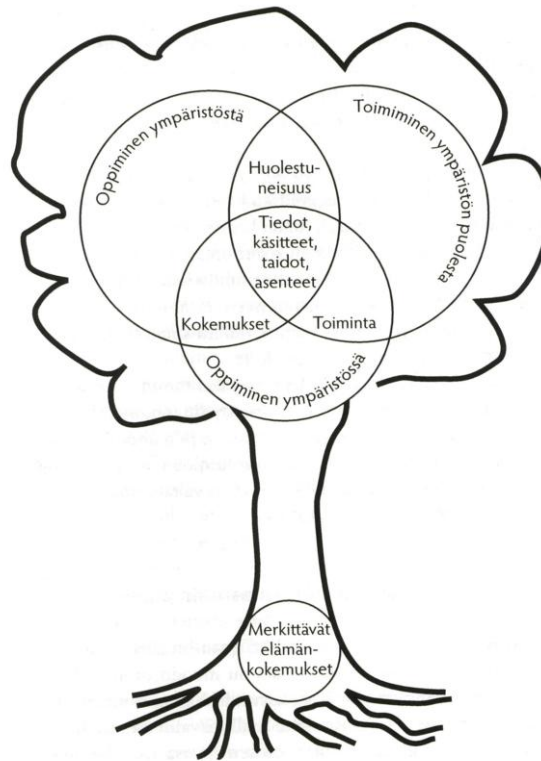 Oppiminen ympäristöstä
Toimiminen ympäristön puolesta
Huolestu-
neisuus
Tiedot,
käsitteet,
taidot,
asenteet
Kokemukset
Toiminta
Oppiminen ympäristössä
Merkittävät
elämän-
kokemukset